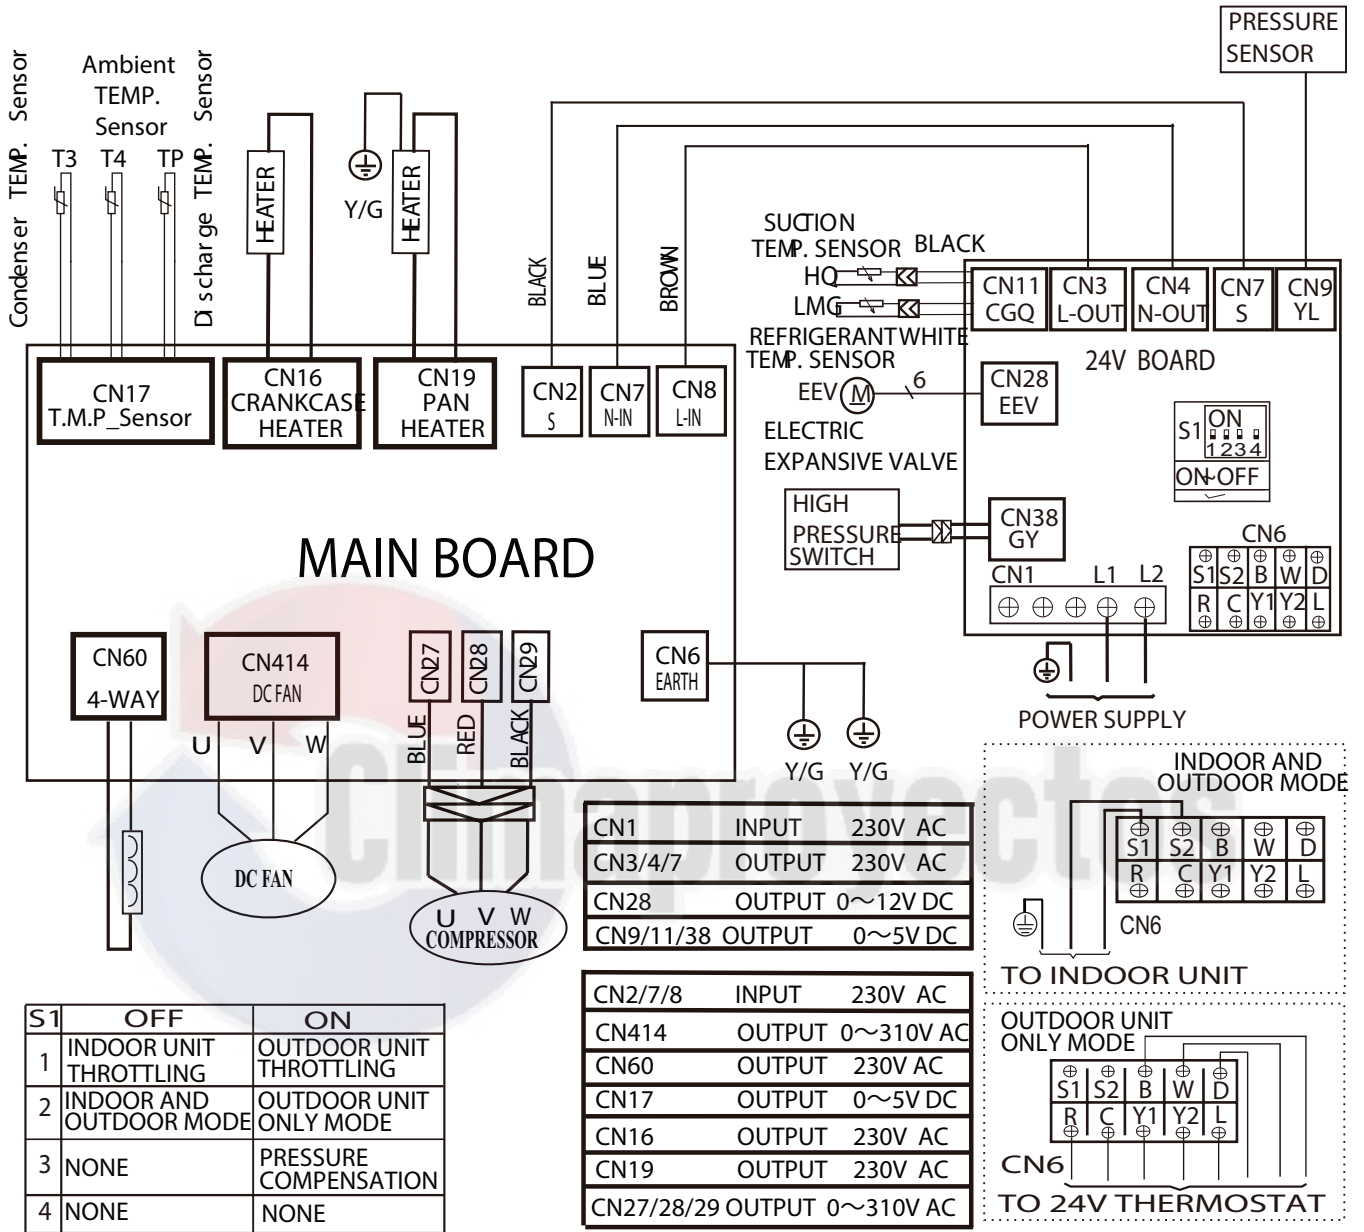 PRESSURE
SENSOR
Condenser TEMP. Sensor
Ambient
TEMP.
Sensor
Discharge TEMP. Sensor
T3 T4 TP
HEATER
Y/G
HEATER
BLACK
BLUE
BROWN
SUCTION
TEMP. SENSOR BLACK
HQ
LMG
REFRIGERANT WHITE
TEMP. SENSOR
EEV M 6
ELECTRIC
EXPANSIVE VALVE
HIGH
PRESSURE
SWITCH
CN11
CGQ
CN3
L-OUT
CN4
N-OUT
CN7
S
CN9
YL
24V BOARD
CN28
EEV
S1 ON
1234
ON OFF
CN38
GY
CN6
S1 S2 B W D
R C Y1 Y2 L
CN1 L1 L2
POWER SUPPLY
CN17
T.M.P_Sensor
CN16
CRANKCASE
HEATER
CN19
PAN
HEATER
CN2
S
CN7
N-IN
CN8
L-IN
MAIN BOARD
CN60
4-WAY
CN414
DC FAN
U V W
DC FAN
CN27
CN28
CN29
BLUE
RED
BLACK
U V W
COMPRESSOR
CN6
EARTH
Y/G Y/G
Climaproyectos
INDOOR AND
OUTDOOR MODE
S1 S2 B W D
R C Y1 Y2 L
CN6
TO INDOOR UNIT
OUTDOOR UNIT
ONLY MODE
S1 S2 B W D
R C Y1 Y2 L
CN6
TO 24V THERMOSTAT
CN1 INPUT 230V AC
CN3/4/7 OUTPUT 230V AC
CN28 OUTPUT 0～12V DC
CN9/11/38 OUTPUT 0～5V DC
CN2/7/8 INPUT 230V AC
CN414 OUTPUT 0～310V AC
CN60 OUTPUT 230V AC
CN17 OUTPUT 0～5V DC
CN16 OUTPUT 230V AC
CN19 OUTPUT 230V AC
CN27/28/29 OUTPUT 0～310V AC
S1 OFF ON
1 INDOOR UNIT THROTTLING OUTDOOR UNIT THROTTLING
2 INDOOR AND OUTDOOR MODE OUTDOOR UNIT ONLY MODE
3 NONE PRESSURE COMPENSATION
4 NONE NONE